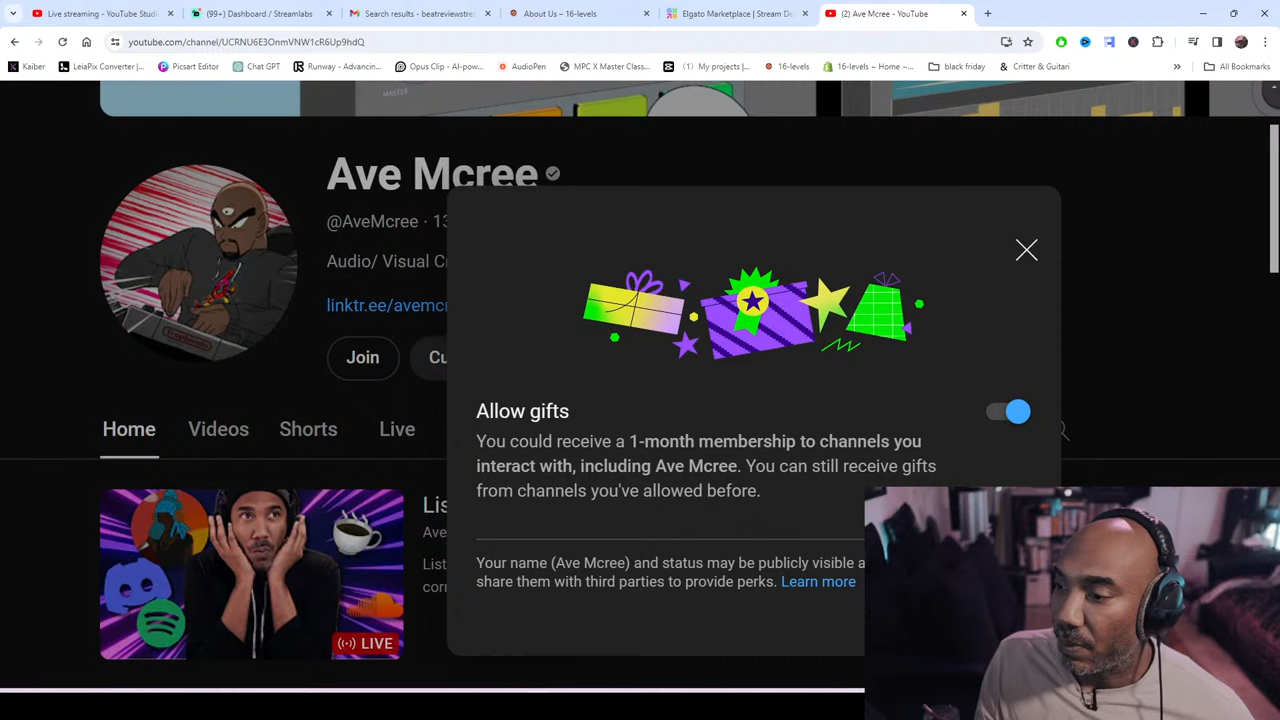 Live streaming - YouTube Studi
(99+) Dashboard / Streamlabs
Search results - beatreviewstre
About Us ~ 16-levels
Elgato Marketplace | Stream De
(2) Ave Mcree - YouTube
youtube.com/channel/UCRNU6E3OnmVNW1cR6Up9hdQ
Kaiber
LeiaPix Converter |...
Picsart Editor
Chat GPT
Runway - Advancin...
Opus Clip - AI-pow...
AudioPen
MPC X Master Class...
(1) My projects |...
16-levels
16-levels ~ Home ~...
black friday
Critter & Guitari
All Bookmarks
MASTER
Ave Mcree
@AveMcree · 13
Audio/ Visual Cr
linktr.ee/avemcr
Join
Cu
Home
Videos
Shorts
Live
Allow gifts
You could receive a 1-month membership to channels you
interact with, including Ave Mcree. You can still receive gifts
from channels you've allowed before.
Your name (Ave Mcree) and status may be publicly visible a
share them with third parties to provide perks. Learn more
LIVE
Lis
Ave
List
corr